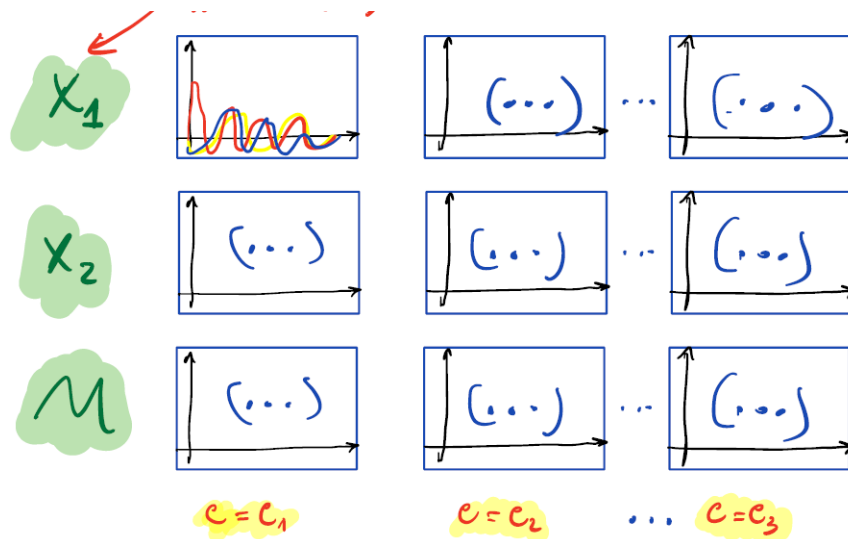 X₁ (...) ... (...)
X₂ (...) (...) ... (...)
M (...) (...) ... (...)
c = c₁ c = c₂ ... c = c₃